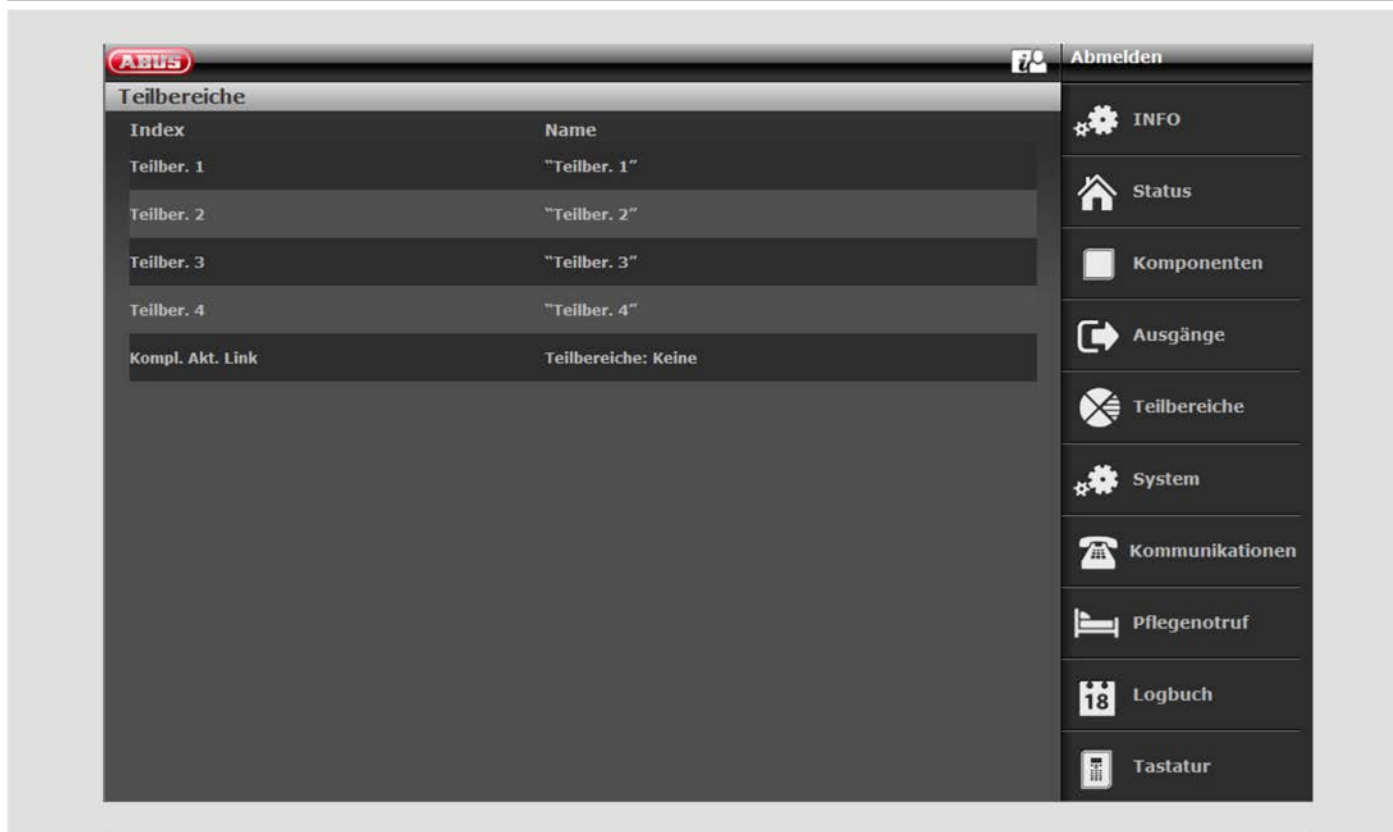 ABUS
Abmelden
Teilbereiche
Index Name
Teilber. 1 "Teilber. 1"
Teilber. 2 "Teilber. 2"
Teilber. 3 "Teilber. 3"
Teilber. 4 "Teilber. 4"
Kompl. Akt. Link Teilbereiche: Keine
INFO
Status
Komponenten
Ausgänge
Teilbereiche
System
Kommunikationen
Pflegenotruf
18 Logbuch
Tastatur